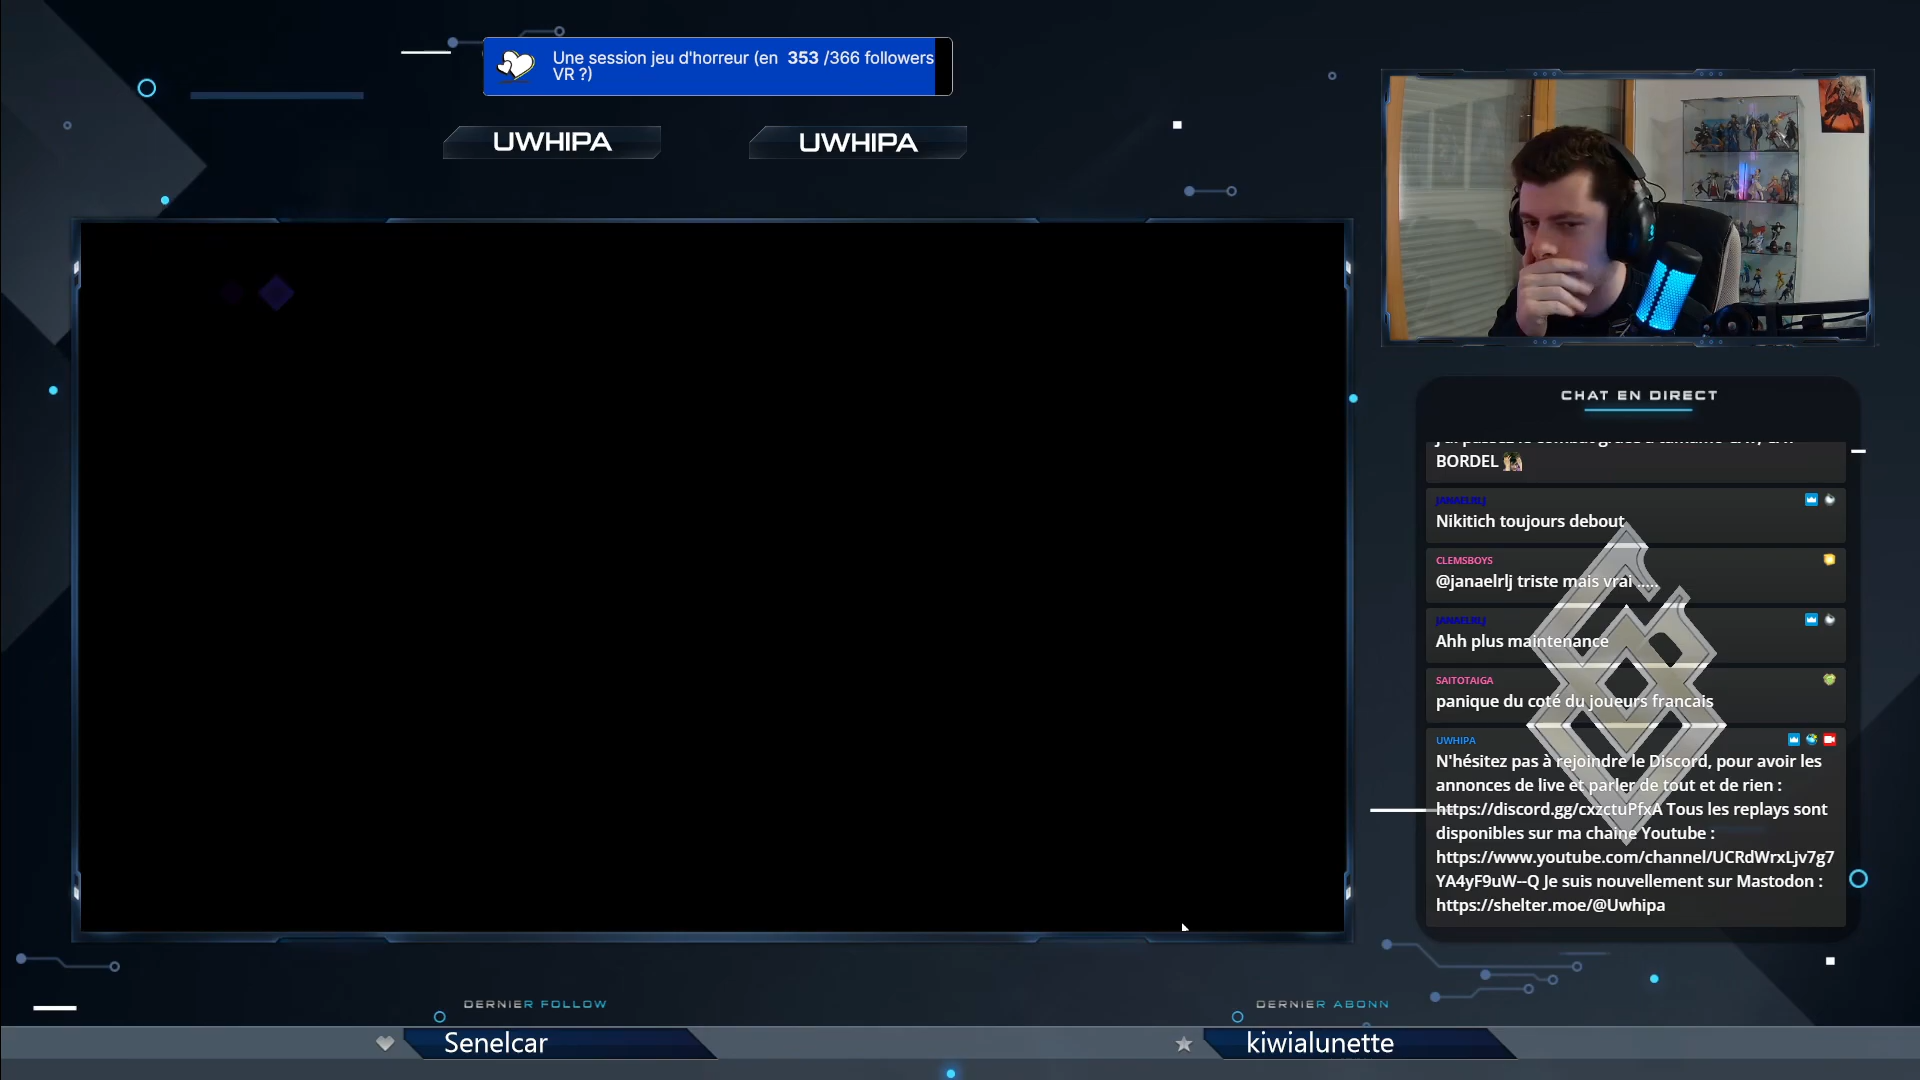 Une session jeu d'horreur (en 353 /366 followers
VR ?)
UWHIPA
UWHIPA
CHAT EN DIRECT
BORDEL
JANAELRLJ
Nikitich toujours debout
CLEMSBOYS
@janaelrlj triste mais vrai .....
JANAELRLJ
Ahh plus maintenance
SAITOTAIGA
panique du coté du joueurs francais
UWHIPA
N'hésitez pas à rejoindre le Discord, pour avoir les
annonces de live et parler de tout et de rien :
https://discord.gg/cxzctuPfxA Tous les replays sont
disponibles sur ma chaine Youtube :
https://www.youtube.com/channel/UCRdWrxLjv7g7
YA4yF9uW--Q Je suis nouvellement sur Mastodon :
https://shelter.moe/@Uwhipa
DERNIER FOLLOW
Senelcar
DERNIER ABONN
kiwialunette